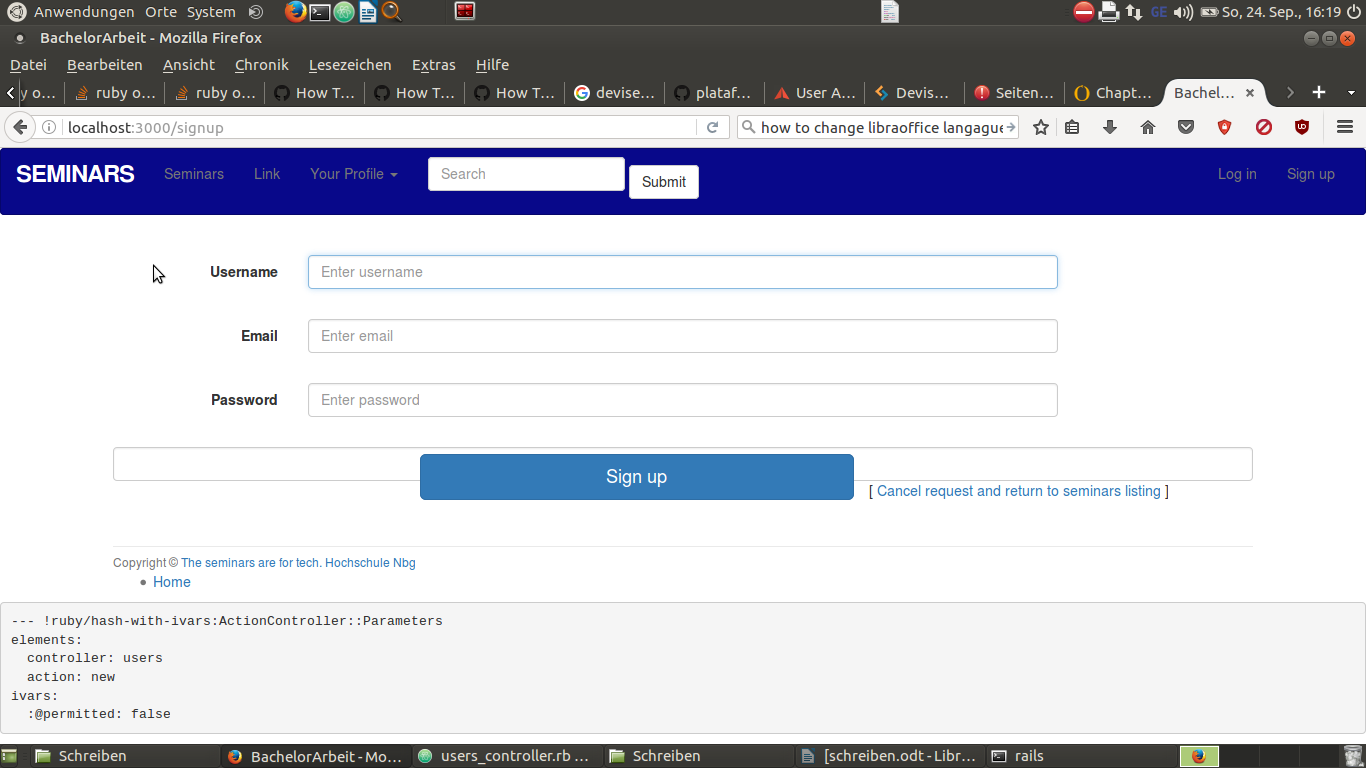 Anwendungen Orte System GE So, 24. Sep., 16:19
BachelorArbeit - Mozilla Firefox
Datei Bearbeiten Ansicht Chronik Lesezeichen Extras Hilfe
y o... ruby o... ruby o... How T... How T... How T... devise... plataf... User A... Devis... Seiten... Chapt... Bachel...
localhost:3000/signup how to change libraoffice langague
SEMINARS Seminars Link Your Profile Search Submit Log in Sign up
Username Enter username
Email Enter email
Password Enter password
Sign up
[ Cancel request and return to seminars listing ]
Copyright © The seminars are for tech. Hochschule Nbg
• Home
--- !ruby/hash-with-ivars:ActionController::Parameters
elements:
  controller: users
  action: new
ivars:
  :@permitted: false
Schreiben BachelorArbeit - Mo... users_controller.rb ... Schreiben [schreiben.odt - Libr... rails